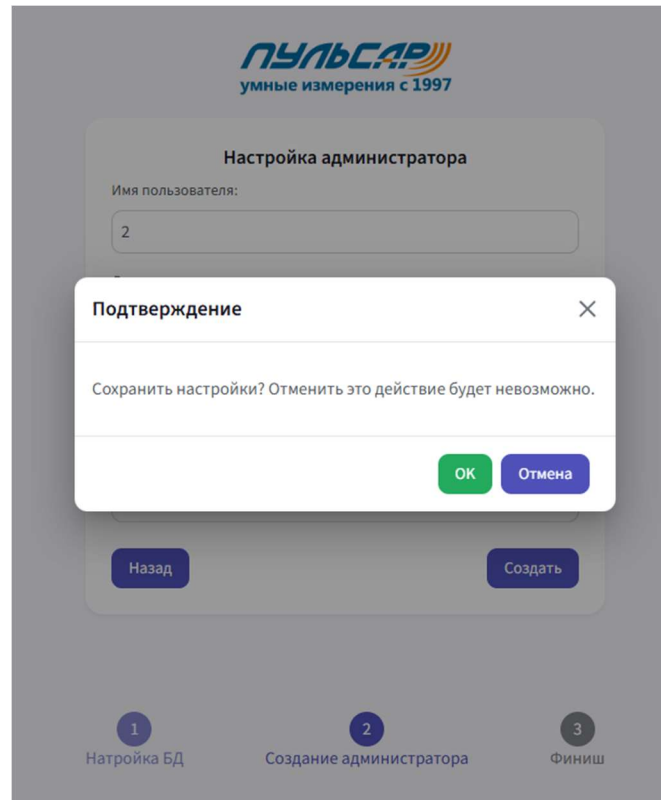 ПУЛЬСАР
умные измерения с 1997
Настройка администратора
Имя пользователя:
2
Подтверждение
Сохранить настройки? Отменить это действие будет невозможно.
ОК Отмена
Назад Создать
1 2 3
Натройка БД Создание администратора Финиш